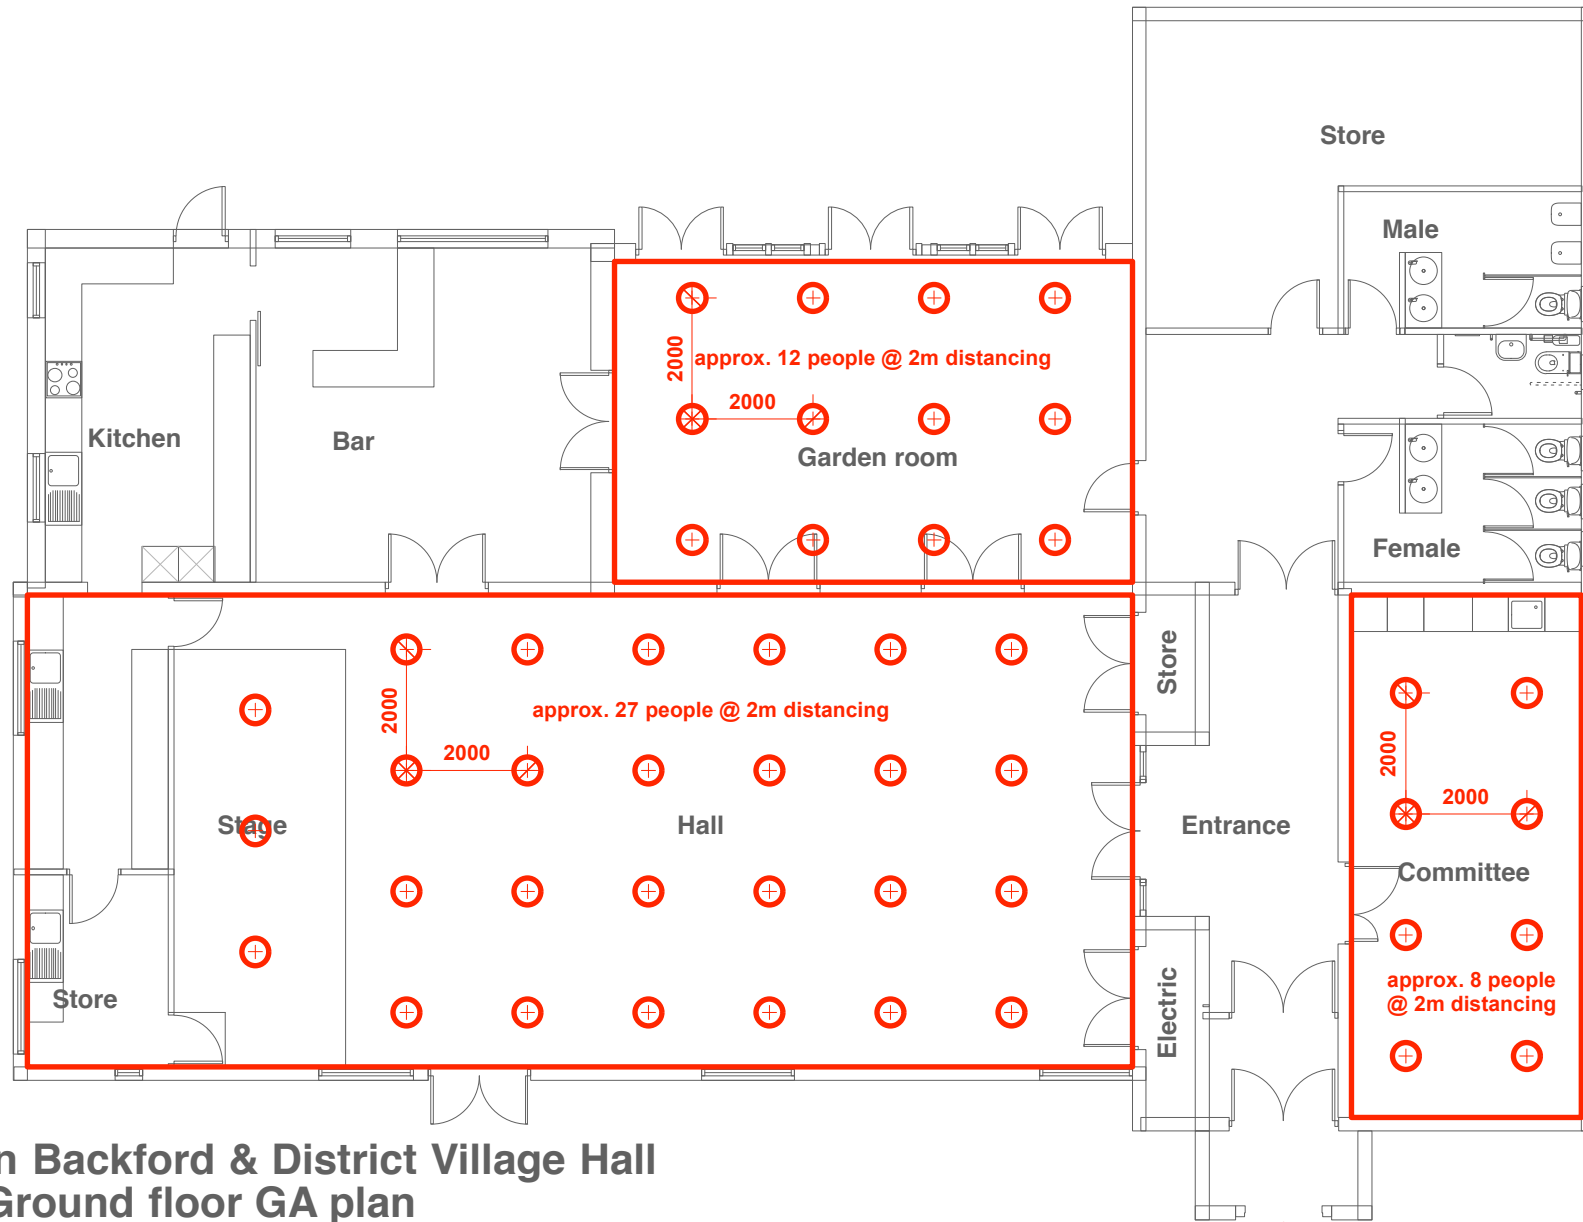 Store
Male
2000
approx. 12 people @ 2m distancing
2000
Kitchen
Bar
Garden room
Female
Store
2000
approx. 27 people @ 2m distancing
2000
2000
2000
Stage
Hall
Entrance
Committee
approx. 8 people
@ 2m distancing
Store
Electric
n Backford & District Village Hall
Ground floor GA plan